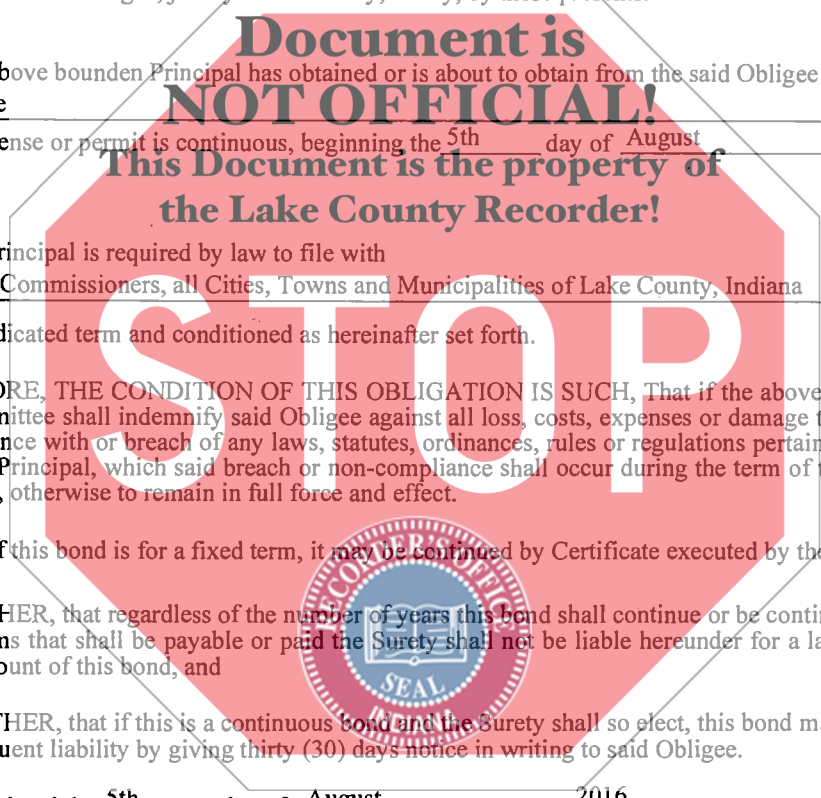 Document is
bove bounden Principal has obtained or is about to obtain from the said Obligee
e
NOT OFFICIAL!
ense or permit is continuous, beginning the 5th day of August
This Document is the property of
the Lake County Recorder!
rincipal is required by law to file with
Commissioners, all Cities, Towns and Municipalities of Lake County, Indiana
dicated term and conditioned as hereinafter set forth.
STOP
ORE, THE CONDITION OF THIS OBLIGATION IS SUCH, That if the above
nittee shall indemnify said Obligee against all loss, costs, expenses or damage t
nce with or breach of any laws, statutes, ordinances, rules or regulations pertain
Principal, which said breach or non-compliance shall occur during the term of t
, otherwise to remain in full force and effect.
f this bond is for a fixed term, it may be continued by Certificate executed by the
RECORDER'S OFFICE
HER, that regardless of the number of years this bond shall continue or be contin
ns that shall be payable or paid the Surety shall not be liable hereunder for a la
ount of this bond, and
SEAL
INDIANA
THER, that if this is a continuous bond and the Surety shall so elect, this bond ma
uent liability by giving thirty (30) days notice in writing to said Obligee.
5th August 2016